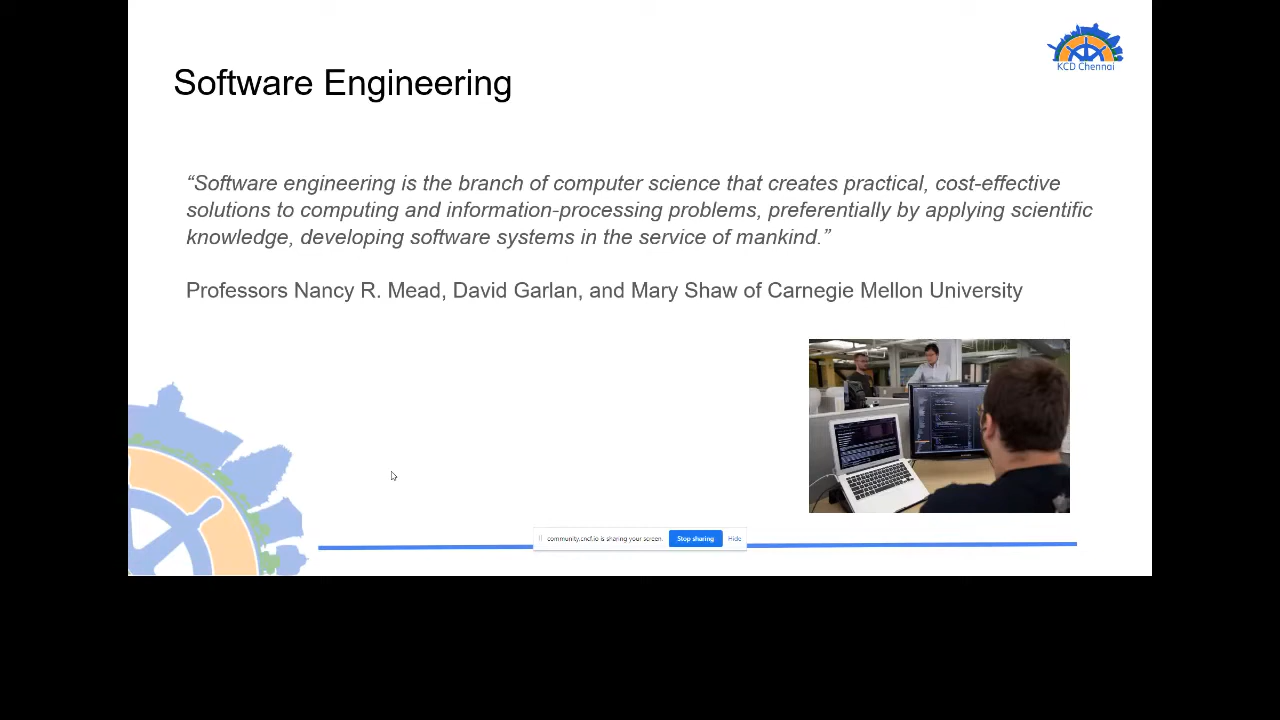 KCD Chennai
Software Engineering
“Software engineering is the branch of computer science that creates practical, cost-effective
solutions to computing and information-processing problems, preferentially by applying scientific
knowledge, developing software systems in the service of mankind.”
Professors Nancy R. Mead, David Garlan, and Mary Shaw of Carnegie Mellon University
community.cncf.io is sharing your screen. Stop sharing Hide